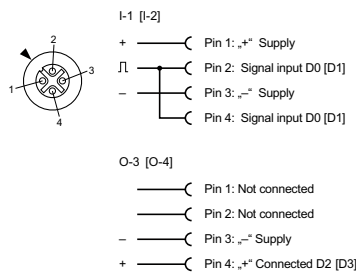 I-1 [I-2]
2
1
3
4
+ Pin 1: „+“ Supply
Pin 2: Signal input D0 [D1]
– Pin 3: „–“ Supply
Pin 4: Signal input D0 [D1]
O-3 [O-4]
Pin 1: Not connected
Pin 2: Not connected
– Pin 3: „–“ Supply
+ Pin 4: „+“ Connected D2 [D3]